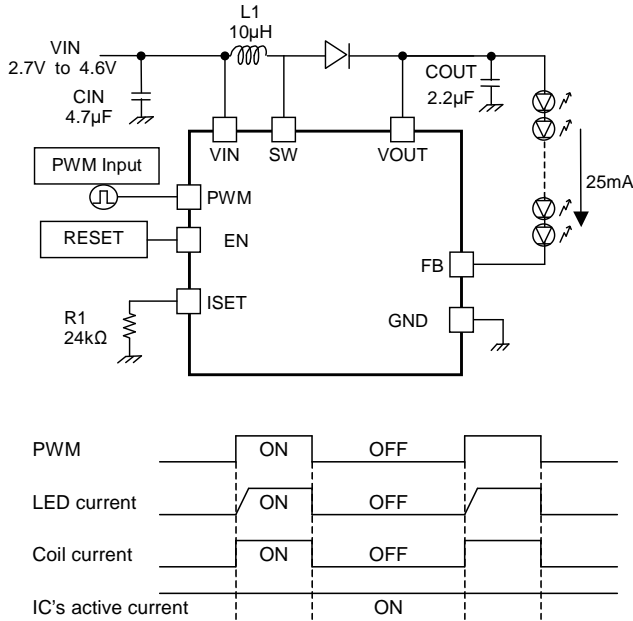 L1
10µH
VIN
2.7V to 4.6V
CIN
4.7µF
COUT
2.2µF
VIN
SW
VOUT
PWM Input
PWM
25mA
RESET
EN
FB
ISET
R1
24kΩ
GND
PWM
ON
OFF
LED current
ON
OFF
Coil current
ON
OFF
IC's active current
ON